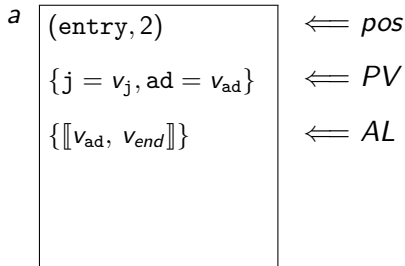 a (entry, 2) ⟸ pos
{j = v_j, ad = v_ad} ⟸ PV
{⟦v_ad, v_end⟧} ⟸ AL